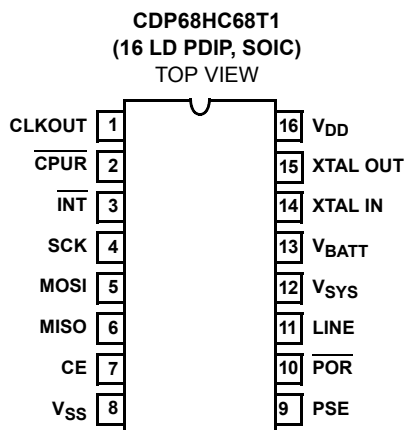 CDP68HC68T1
(16 LD PDIP, SOIC)
TOP VIEW
CLKOUT 1 16 VDD
CPUR 2 15 XTAL OUT
INT 3 14 XTAL IN
SCK 4 13 VBATT
MOSI 5 12 VSYS
MISO 6 11 LINE
CE 7 10 POR
VSS 8 9 PSE